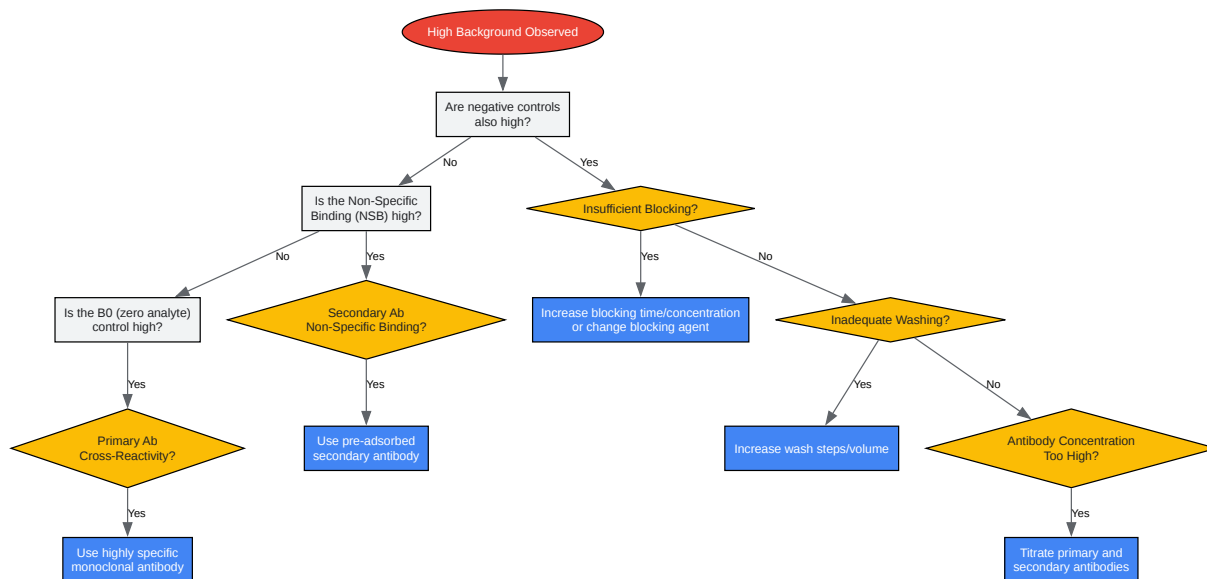 High Background Observed
Are negative controls
also high?
No
Yes
Is the Non-Specific
Binding (NSB) high?
Insufficient Blocking?
No
Yes
Yes
No
Is the B0 (zero analyte)
control high?
Secondary Ab
Non-Specific Binding?
Increase blocking time/concentration
or change blocking agent
Inadequate Washing?
Yes
Yes
Yes
No
Primary Ab
Cross-Reactivity?
Use pre-adsorbed
secondary antibody
Increase wash steps/volume
Antibody Concentration
Too High?
Yes
Yes
Use highly specific
monoclonal antibody
Titrate primary and
secondary antibodies